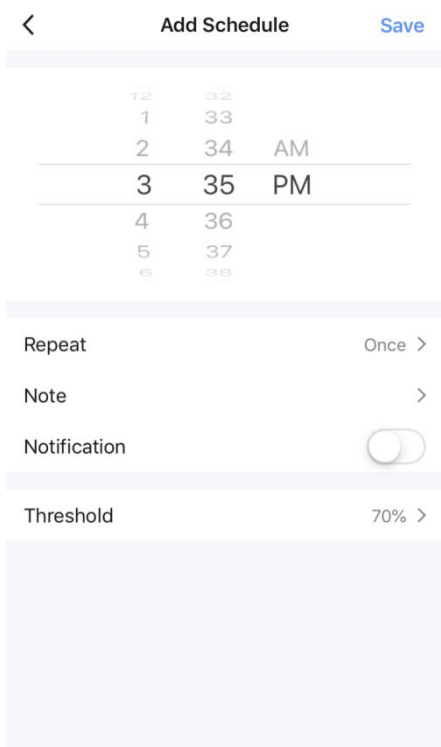 Add Schedule Save
12 32
1 33
2 34 AM
3 35 PM
4 36
5 37
6 38
Repeat Once
Note
Notification
Threshold 70%